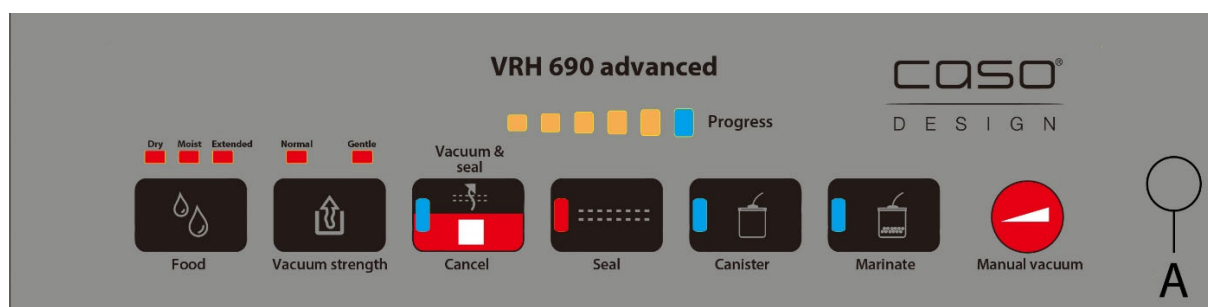 VRH 690 advanced
caso®
DESIGN
Progress
Dry Moist Extended Normal Gentle
Vacuum &
seal
Food Vacuum strength Cancel Seal Canister Marinate Manual vacuum
A